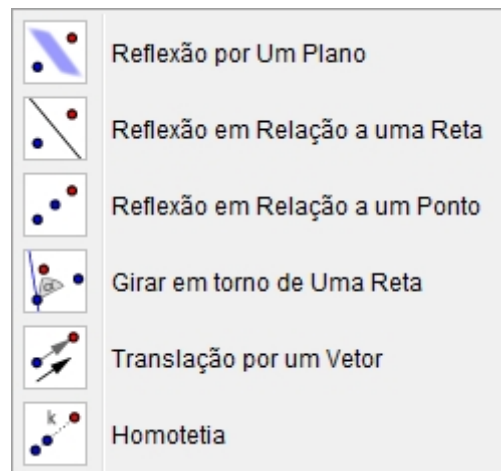 Reflexão por Um Plano
Reflexão em Relação a uma Reta
Reflexão em Relação a um Ponto
α
Girar em torno de Uma Reta
Translação por um Vetor
k
Homotetia